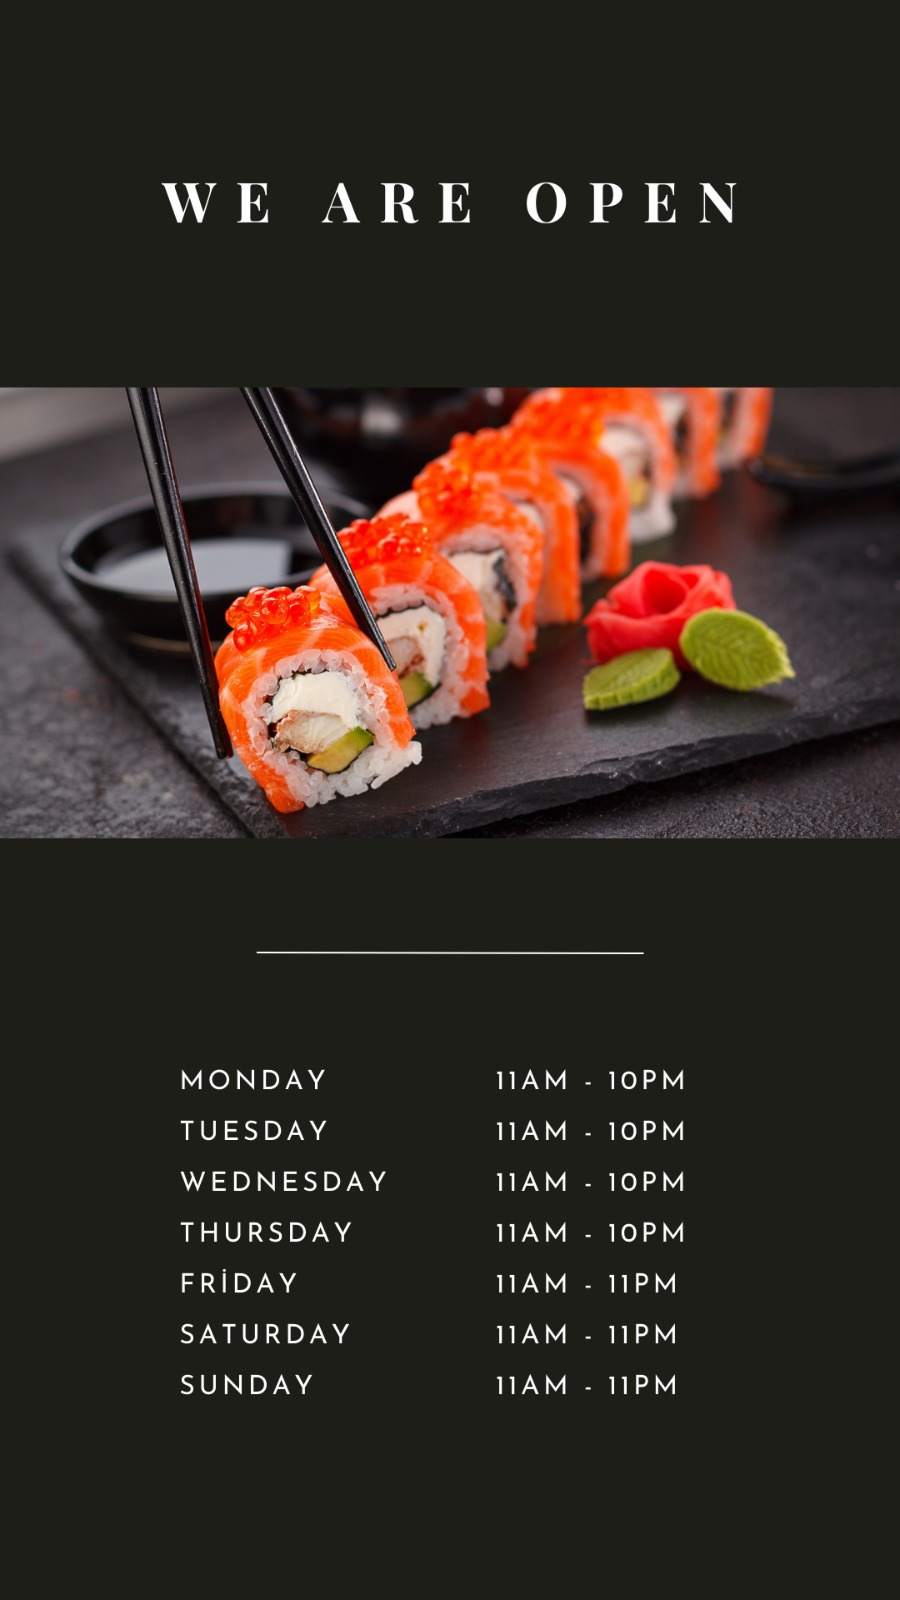 WE ARE OPEN
MONDAY 11AM - 10PM
TUESDAY 11AM - 10PM
WEDNESDAY 11AM - 10PM
THURSDAY 11AM - 10PM
FRİDAY 11AM - 11PM
SATURDAY 11AM - 11PM
SUNDAY 11AM - 11PM